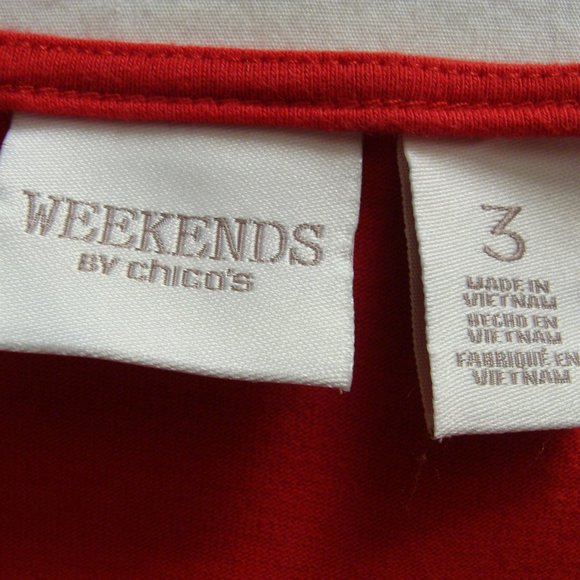 WEEKENDS
BY chico's
3
MADE IN
VIETNAM
HECHO EN
VIETNAM
FABRIQUÉ EN
VIETNAM